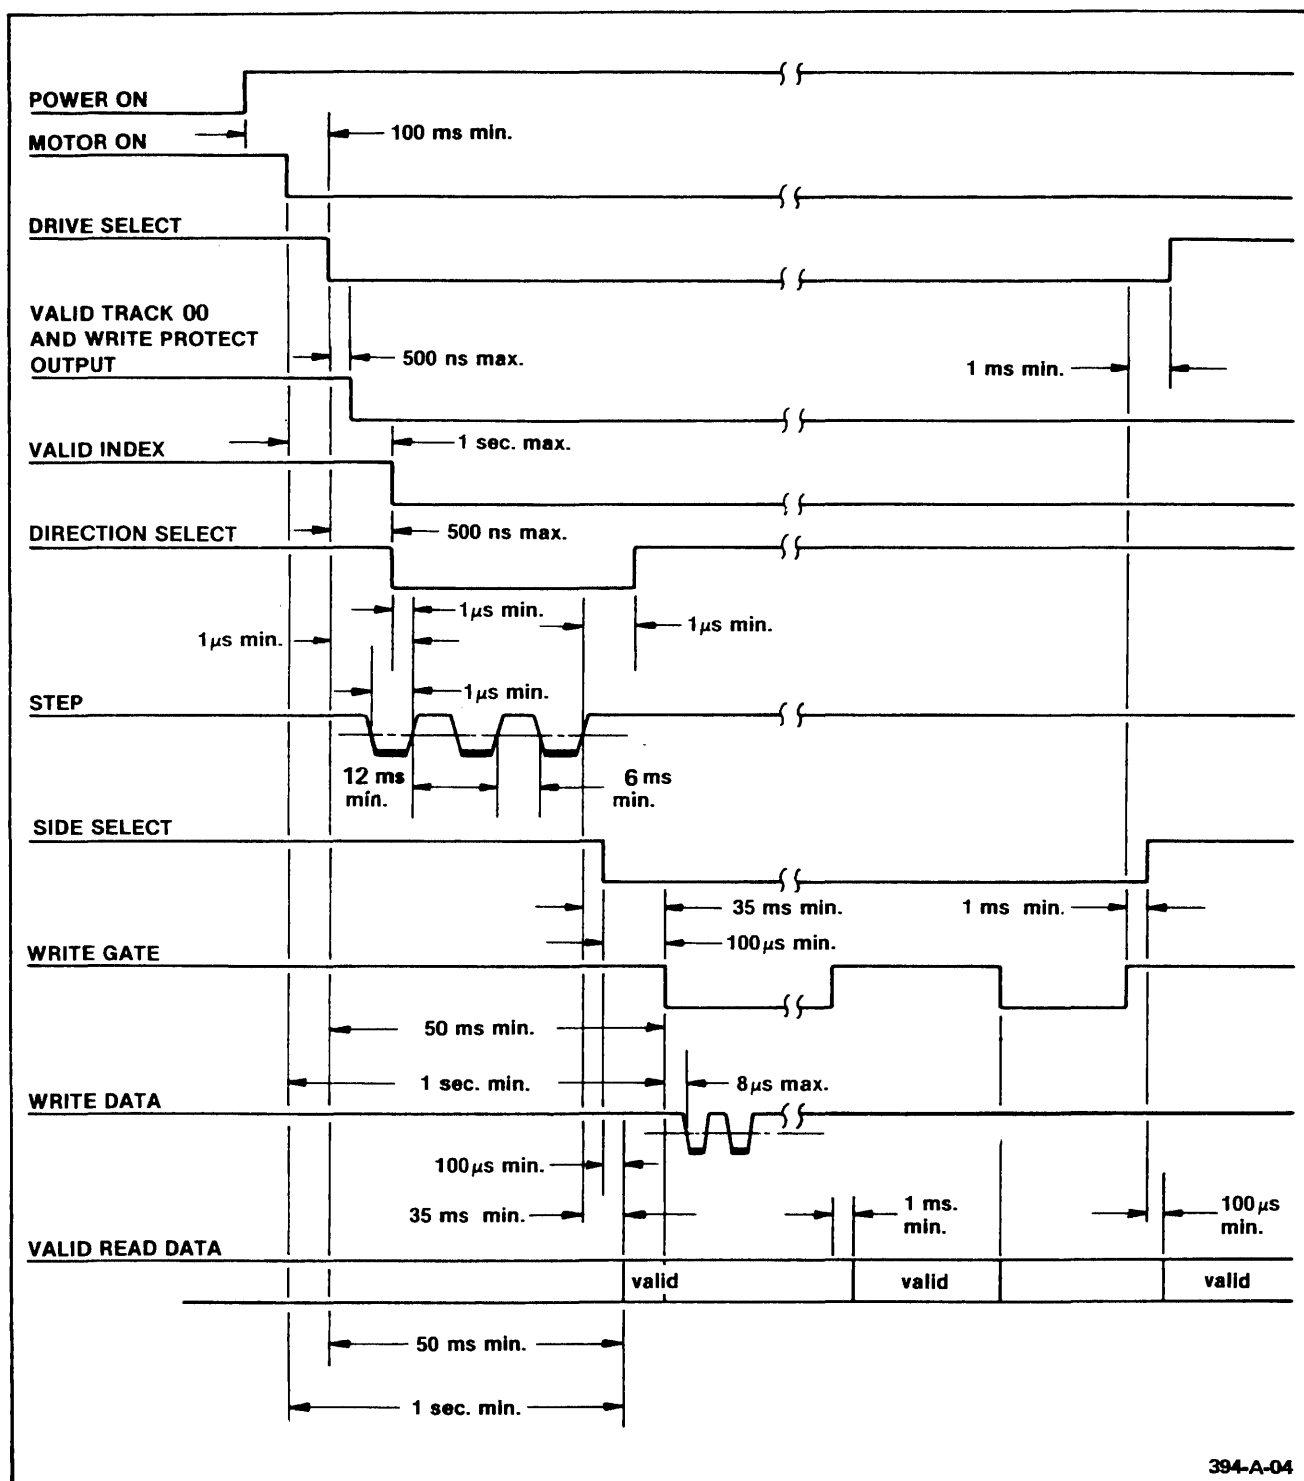 POWER ON
100 ms min.
MOTOR ON
DRIVE SELECT
VALID TRACK 00
AND WRITE PROTECT
OUTPUT
500 ns max.
1 ms min.
VALID INDEX
1 sec. max.
DIRECTION SELECT
500 ns max.
1μs min.
1μs min.
1μs min.
1μs min.
STEP
12 ms
min.
6 ms
min.
SIDE SELECT
35 ms min.
1 ms min.
100μs min.
WRITE GATE
50 ms min.
1 sec. min.
8μs max.
WRITE DATA
100μs min.
35 ms min.
1 ms.
min.
100μs
min.
VALID READ DATA
valid
valid
valid
50 ms min.
1 sec. min.
394-A-04